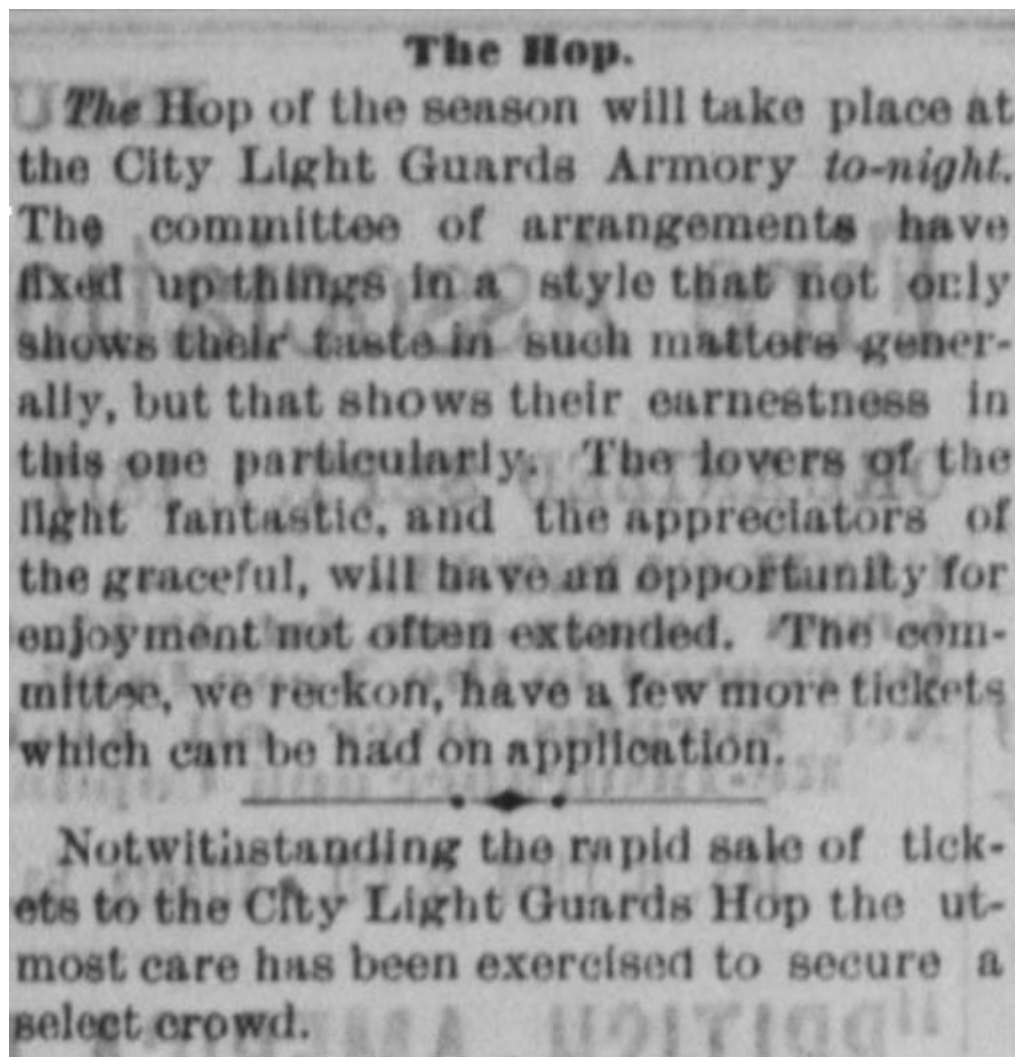 The Hop.
The Hop of the season will take place at
the City Light Guards Armory to-night.
The committee of arrangements have
fixed up things in a style that not only
shows their taste in such matters gener-
ally, but that shows their earnestness in
this one particularly. The lovers of the
light fantastic, and the appreciators of
the graceful, will have an opportunity for
enjoyment not often extended. The com-
mittee, we reckon, have a few more tickets
which can be had on application.
Notwithstanding the rapid sale of tick-
ets to the City Light Guards Hop the ut-
most care has been exercised to secure a
select crowd.